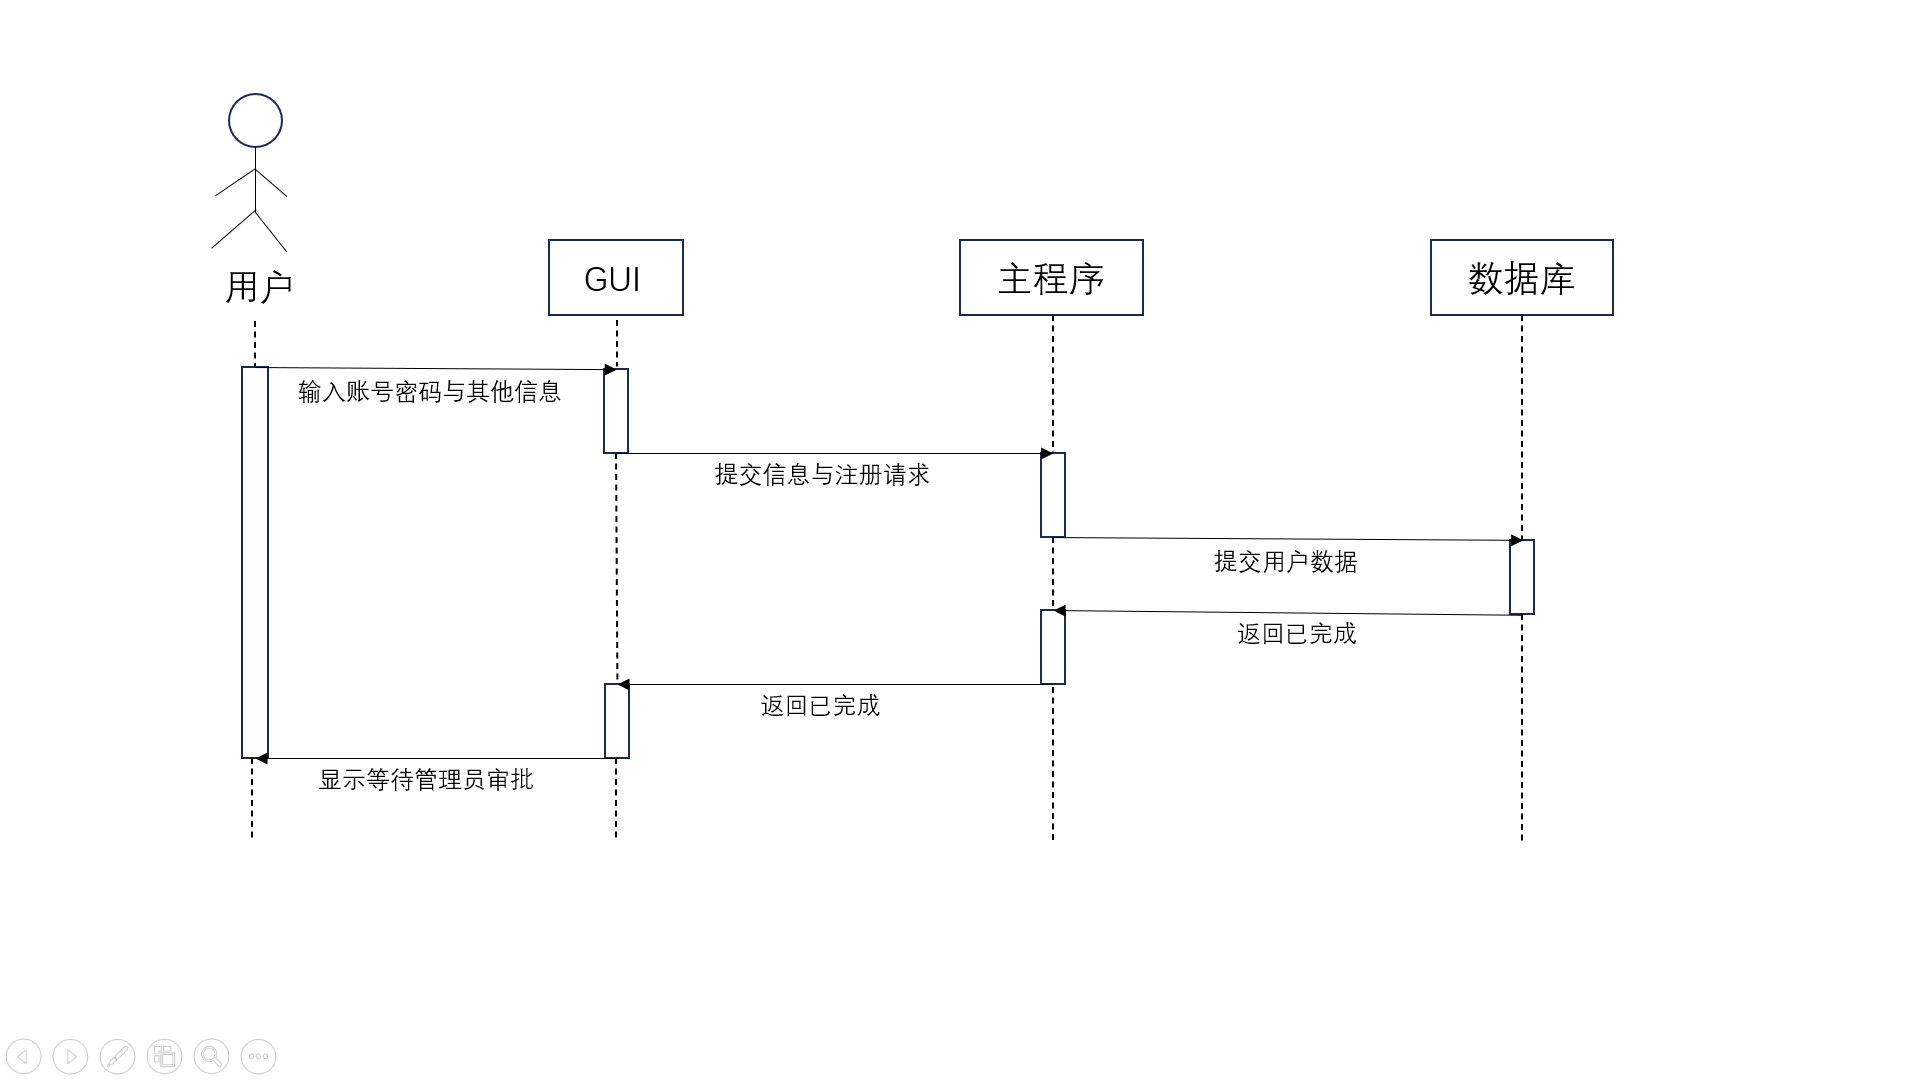 用户
GUI
主程序
数据库
输入账号密码与其他信息
提交信息与注册请求
提交用户数据
返回已完成
返回已完成
显示等待管理员审批